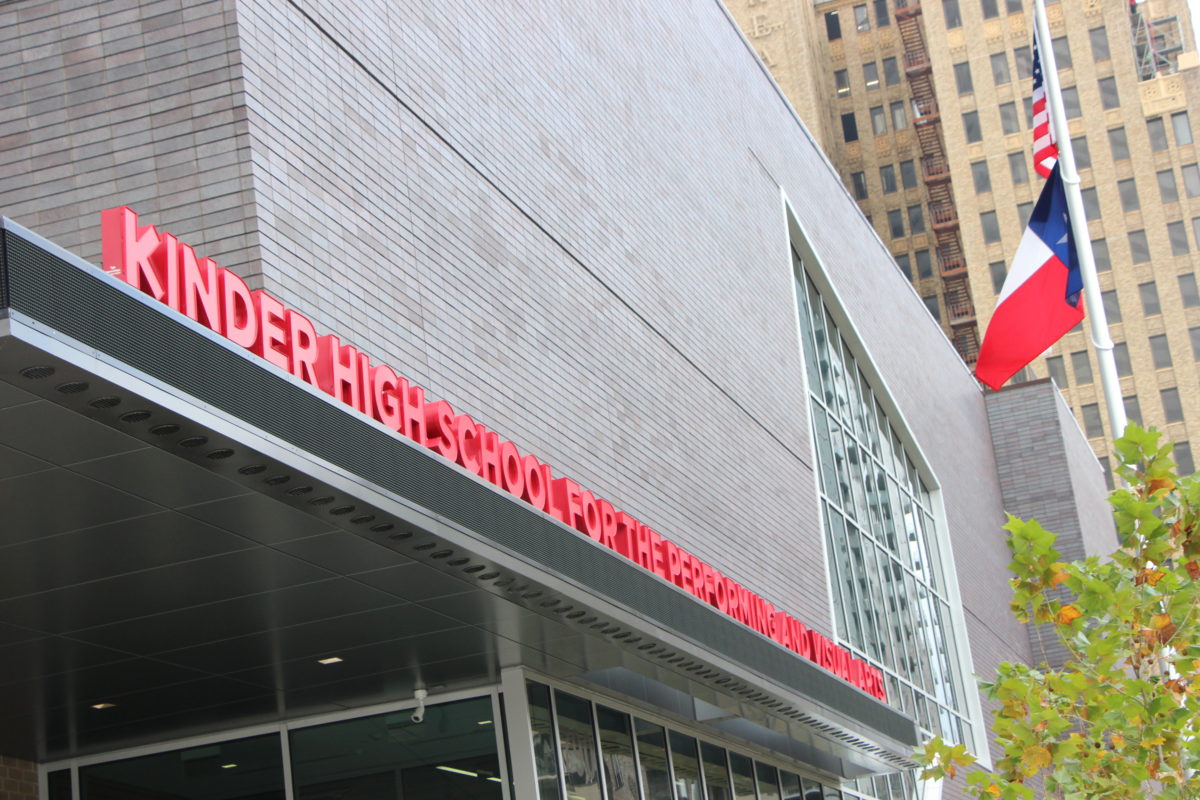 KINDER HIGH SCHOOL FOR THE PERFORMING AND VISUAL ARTS